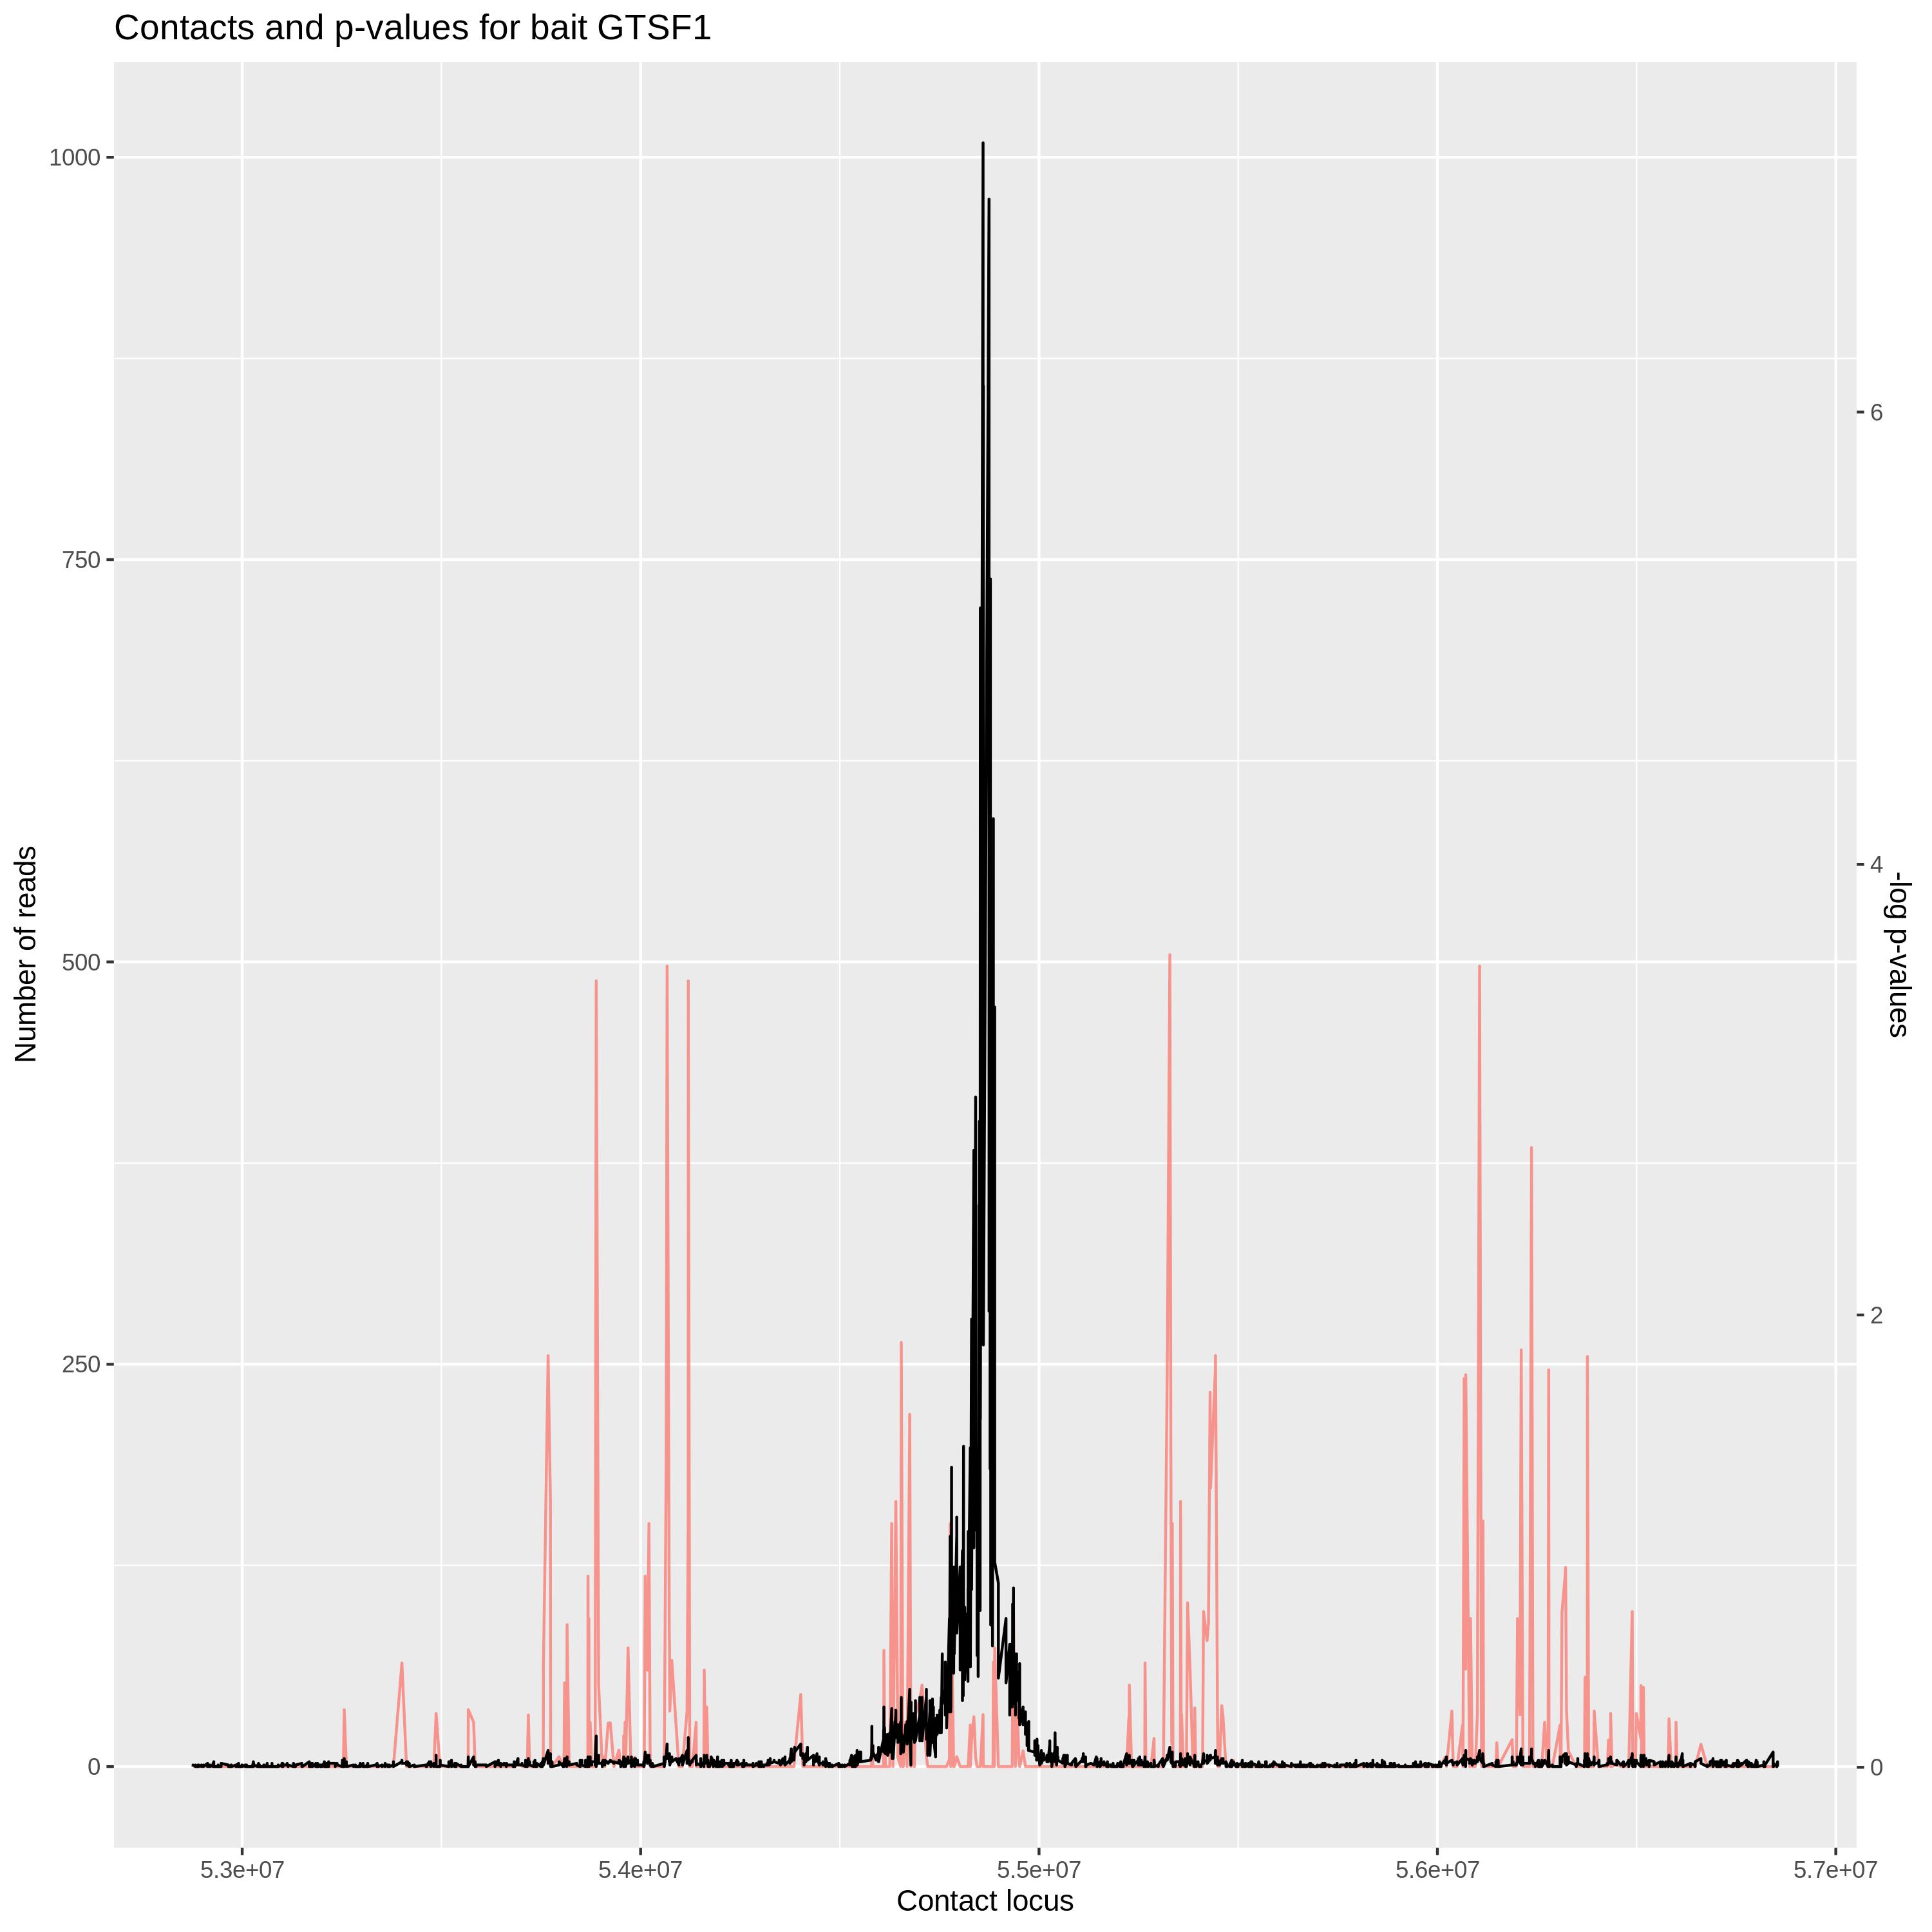 Contacts and p-values for bait GTSF1
1000
750
500
250
0
Number of reads
6
4
2
0
-log p-values
5.3e+07
5.4e+07
5.5e+07
5.6e+07
5.7e+07
Contact locus